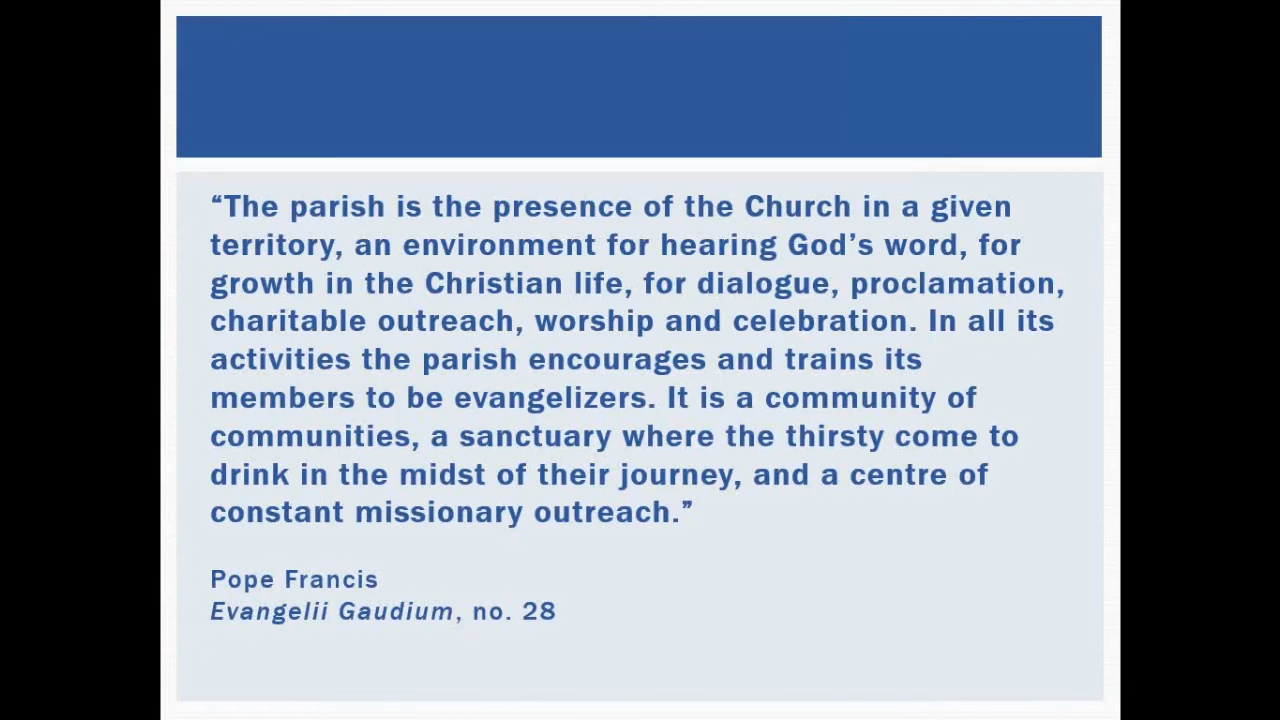 “The parish is the presence of the Church in a given
territory, an environment for hearing God’s word, for
growth in the Christian life, for dialogue, proclamation,
charitable outreach, worship and celebration. In all its
activities the parish encourages and trains its
members to be evangelizers. It is a community of
communities, a sanctuary where the thirsty come to
drink in the midst of their journey, and a centre of
constant missionary outreach.”
Pope Francis
Evangelii Gaudium, no. 28